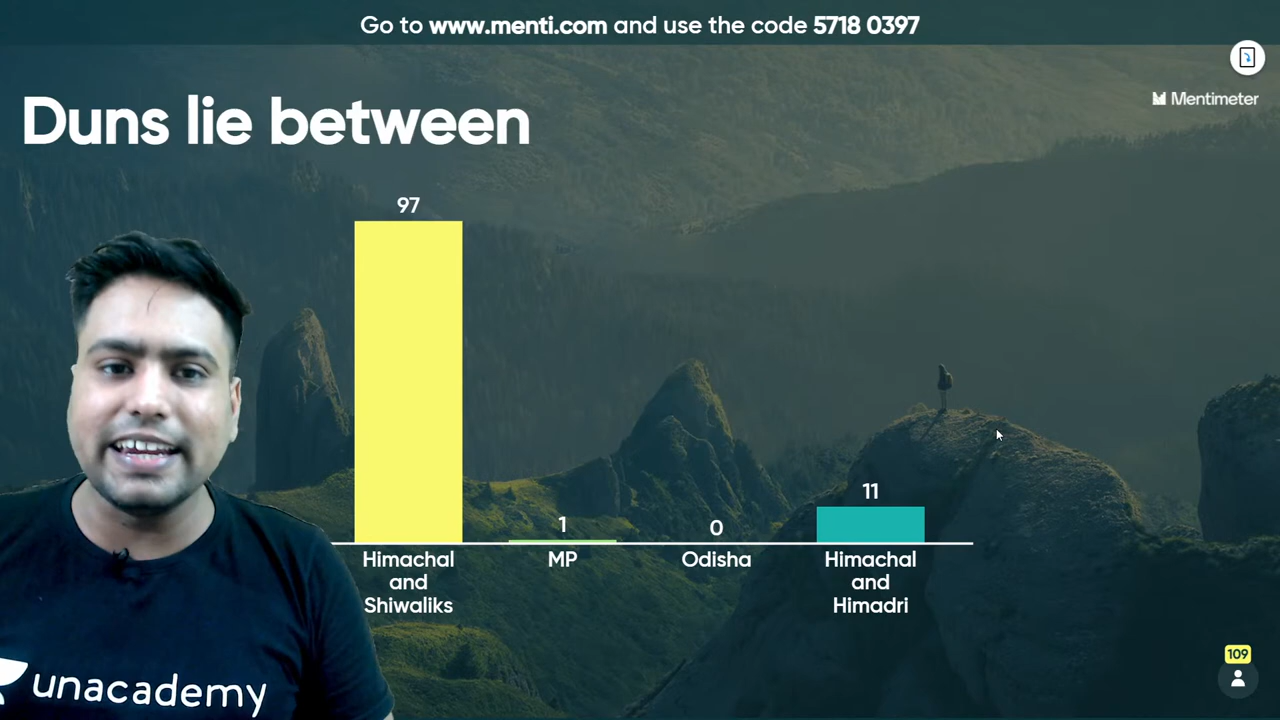 Go to www.menti.com and use the code 5718 0397
Mentimeter
Duns lie between
97
1
0
11
Himachal
and
Shiwaliks
MP
Odisha
Himachal
and
Himadri
unacademy
109